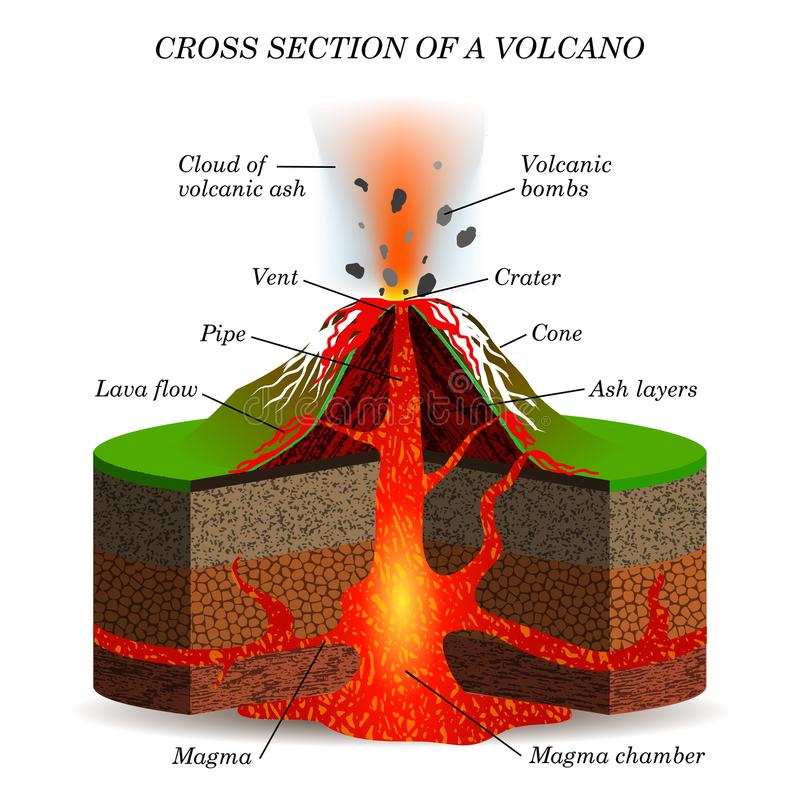 CROSS SECTION OF A VOLCANO
Cloud of
volcanic ash
Volcanic
bombs
Vent
Crater
Pipe
Cone
Lava flow
Ash layers
dreamstime
Magma
Magma chamber